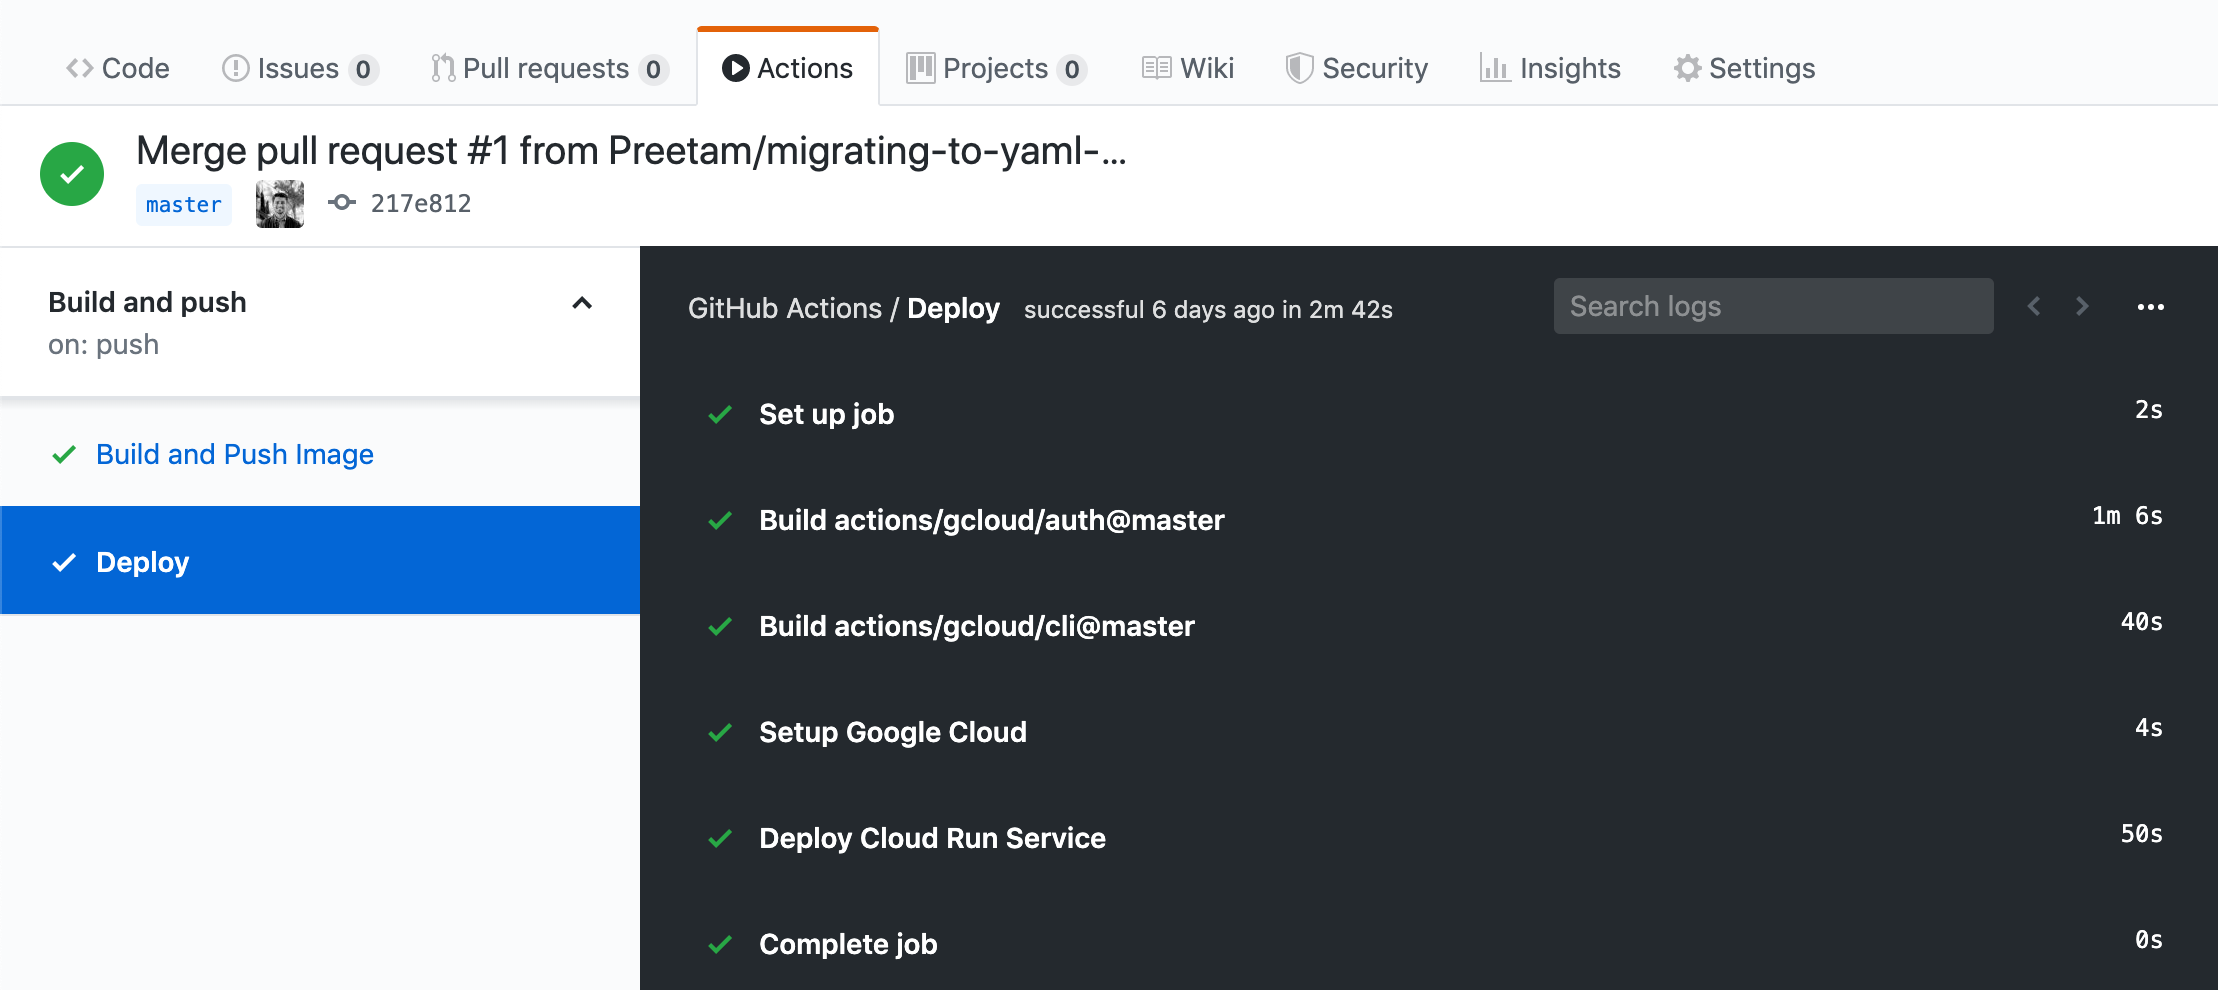 Code Issues 0 Pull requests 0 Actions Projects 0 Wiki Security Insights Settings
Merge pull request #1 from Preetam/migrating-to-yaml-...
master 217e812
Build and push
on: push
Build and Push Image
Deploy
GitHub Actions / Deploy successful 6 days ago in 2m 42s Search logs
Set up job 2s
Build actions/gcloud/auth@master 1m 6s
Build actions/gcloud/cli@master 40s
Setup Google Cloud 4s
Deploy Cloud Run Service 50s
Complete job 0s